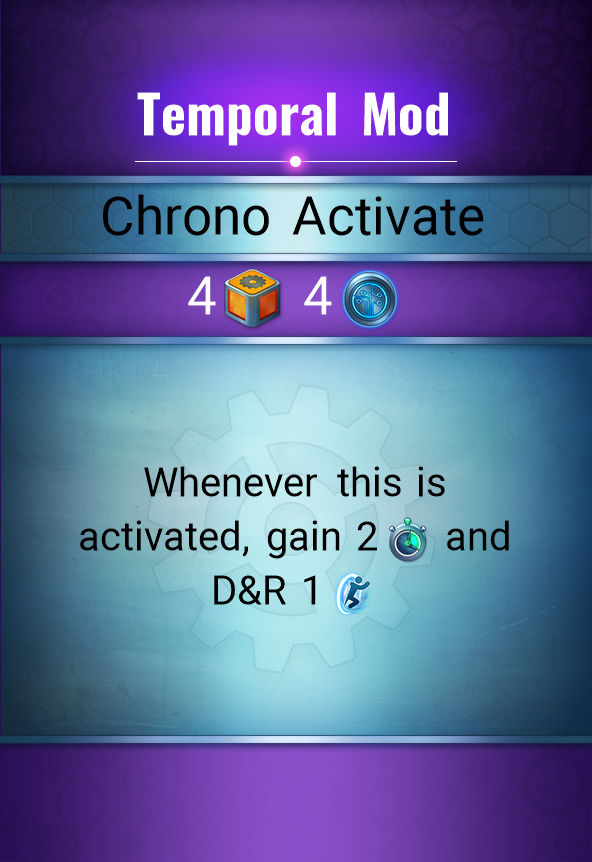 Temporal Mod
Chrono Activate
4 4
Whenever this is
activated, gain 2 and
D&R 1